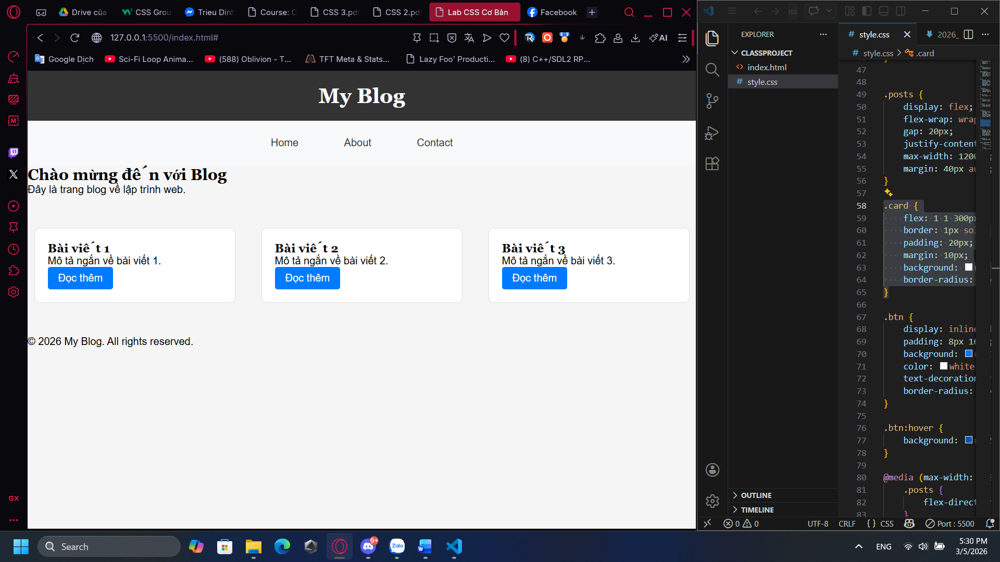 Drive của
CSS Grou
Trieu Dinh
Course: C
CSS 3.pdf
CSS 2.pdf
Lab CSS Cơ Bản
Facebook
127.0.0.1:5500/index.html#
AI
Google Dịch
Sci-Fi Loop Anima...
(588) Oblivion - T...
TFT Meta & Stats...
Lazy Foo' Producti...
(8) C++/SDL2 RP...
My Blog
Home
About
Contact
Chào mừng đến với Blog
Đây là trang blog về lập trình web.
Bài viết 1
Mô tả ngắn về bài viết 1.
Đọc thêm
Bài viết 2
Mô tả ngắn về bài viết 2.
Đọc thêm
Bài viết 3
Mô tả ngắn về bài viết 3.
Đọc thêm
© 2026 My Blog. All rights reserved.
GX
EXPLORER
CLASSPROJECT
index.html
style.css
OUTLINE
TIMELINE
style.css
2026_
style.css > .card
47
48
49 .posts {
50 display: flex;
51 flex-wrap: wrap
52 gap: 20px;
53 justify-content
54 max-width: 1200
55 margin: 40px au
56 }
57
58 .card {
59 flex: 1 1 300px
60 border: 1px sol
61 padding: 20px;
62 margin: 10px;
63 background:
64 border-radius:
65 }
66
67 .btn {
68 display: inline
69 padding: 8px 16
70 background:
71 color: white
72 text-decoration
73 border-radius:
74 }
75
76 .btn:hover {
77 background:
78 }
79
80 @media (max-width:
81 .posts {
82 flex-direct
83 }
0 0
UTF-8
CRLF
{ } CSS
Port : 5500
Search
9+
Zalo
ENG
5:30 PM
3/5/2026